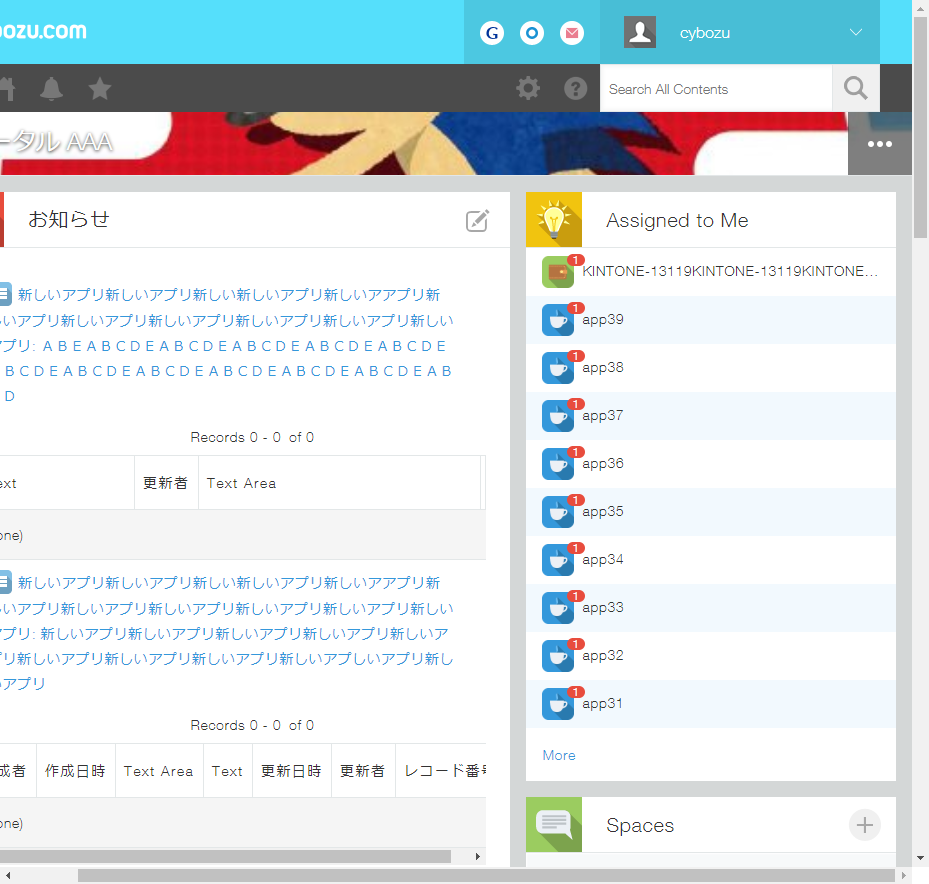 ozu.com
G
cybozu
?
Search All Contents
ータル AAA
お知らせ
新しいアプリ新しいアプリ新しい新しいアプリ新しいアアプリ新
いアプリ新しいアプリ新しいアプリ新しいアプリ新しいアプリ新しい
プリ: ＡＢＥＡＢＣＤＥＡＢＣＤＥＡＢＣＤＥＡＢＣＤＥＡＢＣＤＥ
ＢＣＤＥＡＢＣＤＥＡＢＣＤＥＡＢＣＤＥＡＢＣＤＥＡＢＣＤＥＡＢ
Ｄ
Records 0 - 0 of 0
ext
更新者
Text Area
one)
新しいアプリ新しいアプリ新しい新しいアプリ新しいアアプリ新
いアプリ新しいアプリ新しいアプリ新しいアプリ新しいアプリ新しい
プリ: 新しいアプリ新しいアプリ新しいアプリ新しいアプリ新しいア
リ新しいアプリ新しいアプリ新しいアプリ新しいアプしいアプリ新し
アプリ
Records 0 - 0 of 0
成者
作成日時
Text Area
Text
更新日時
更新者
レコード番号
one)
Assigned to Me
1
KINTONE-13119KINTONE-13119KINTONE...
1
app39
1
app38
1
app37
1
app36
1
app35
1
app34
1
app33
1
app32
1
app31
More
Spaces